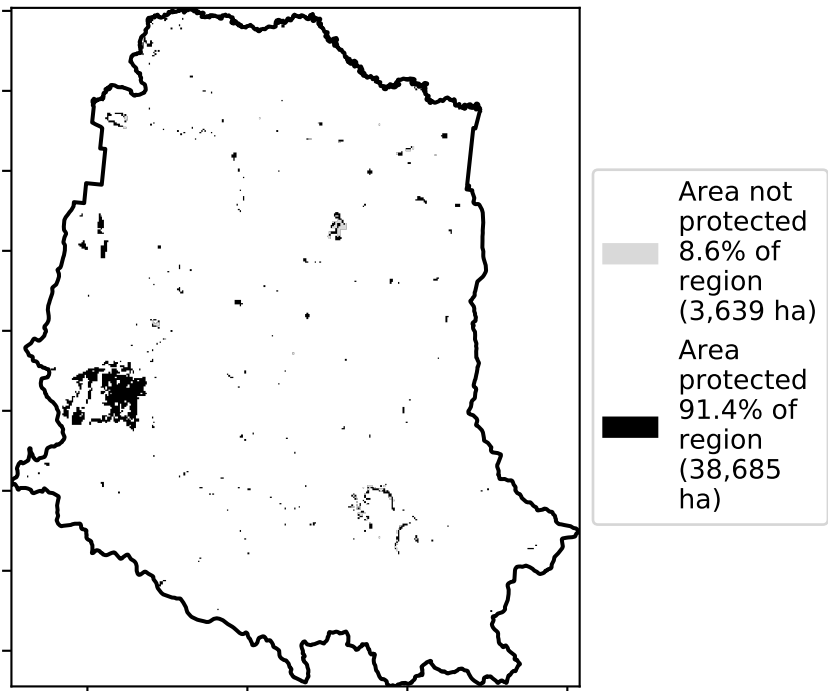 Area not
protected
8.6% of
region
(3,639 ha)
Area
protected
91.4% of
region
(38,685
ha)